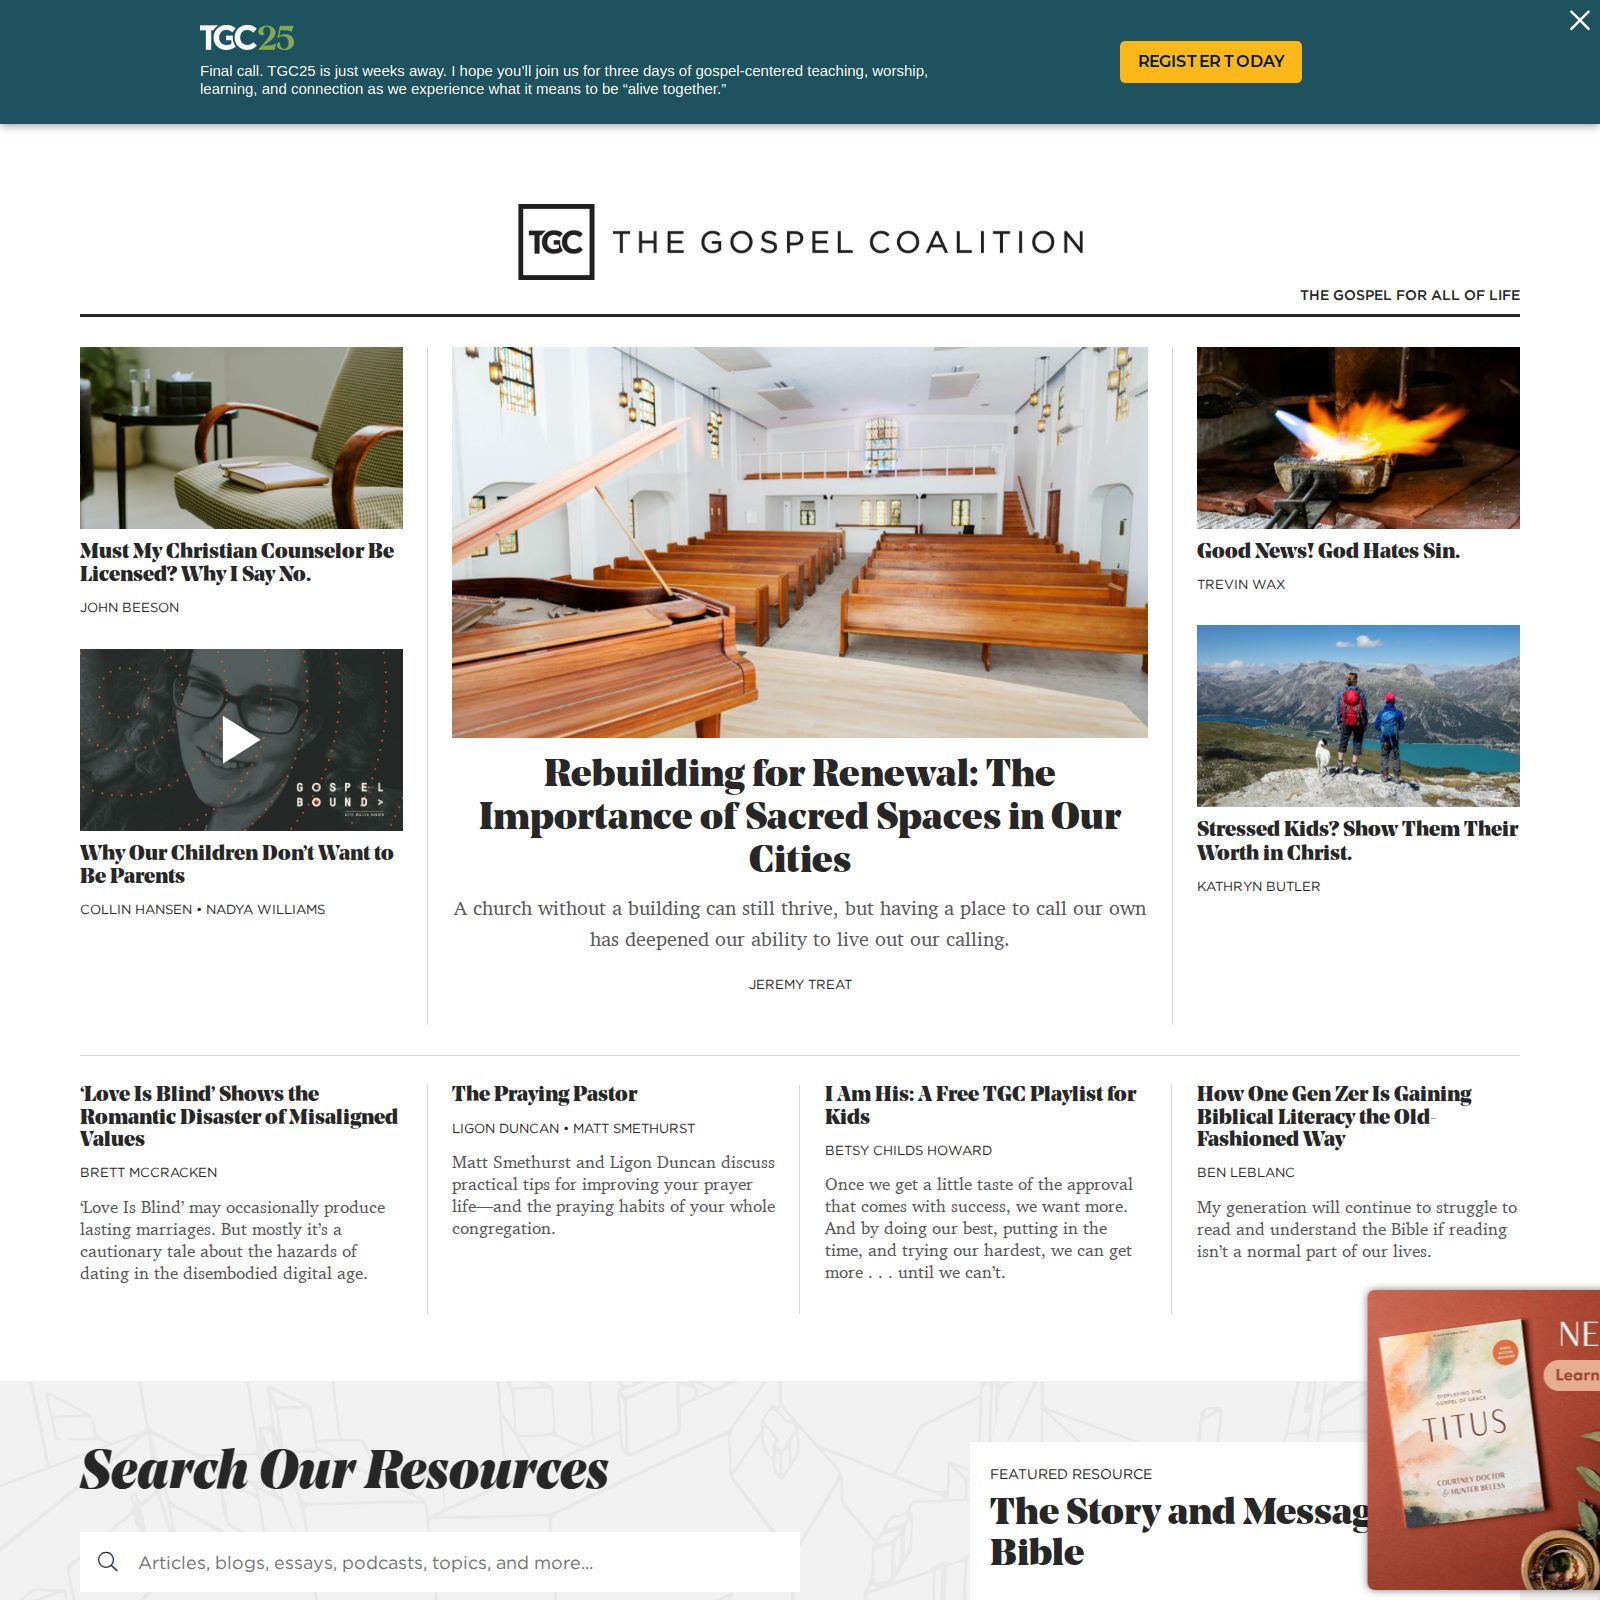 TGC25
Final call. TGC25 is just weeks away. I hope you’ll join us for three days of gospel-centered teaching, worship,
learning, and connection as we experience what it means to be “alive together.”
REGISTER TODAY
TGC THE GOSPEL COALITION
THE GOSPEL FOR ALL OF LIFE
Must My Christian Counselor Be
Licensed? Why I Say No.
JOHN BEESON
GOSPEL
BOUND>
Why Our Children Don’t Want to
Be Parents
COLLIN HANSEN • NADYA WILLIAMS
Rebuilding for Renewal: The
Importance of Sacred Spaces in Our
Cities
A church without a building can still thrive, but having a place to call our own
has deepened our ability to live out our calling.
JEREMY TREAT
Good News! God Hates Sin.
TREVIN WAX
Stressed Kids? Show Them Their
Worth in Christ.
KATHRYN BUTLER
‘Love Is Blind’ Shows the
Romantic Disaster of Misaligned
Values
BRETT MCCRACKEN
‘Love Is Blind’ may occasionally produce
lasting marriages. But mostly it’s a
cautionary tale about the hazards of
dating in the disembodied digital age.
The Praying Pastor
LIGON DUNCAN • MATT SMETHURST
Matt Smethurst and Ligon Duncan discuss
practical tips for improving your prayer
life—and the praying habits of your whole
congregation.
I Am His: A Free TGC Playlist for
Kids
BETSY CHILDS HOWARD
Once we get a little taste of the approval
that comes with success, we want more.
And by doing our best, putting in the
time, and trying our hardest, we can get
more . . . until we can’t.
How One Gen Zer Is Gaining
Biblical Literacy the Old-
Fashioned Way
BEN LEBLANC
My generation will continue to struggle to
read and understand the Bible if reading
isn’t a normal part of our lives.
Search Our Resources
Articles, blogs, essays, podcasts, topics, and more...
FEATURED RESOURCE
The Story and Messag
Bible
NE
Learn
DISPLAYING THE
GOSPEL OF GRACE
TITUS
COURTNEY DOCTOR
& HUNTER BELESS